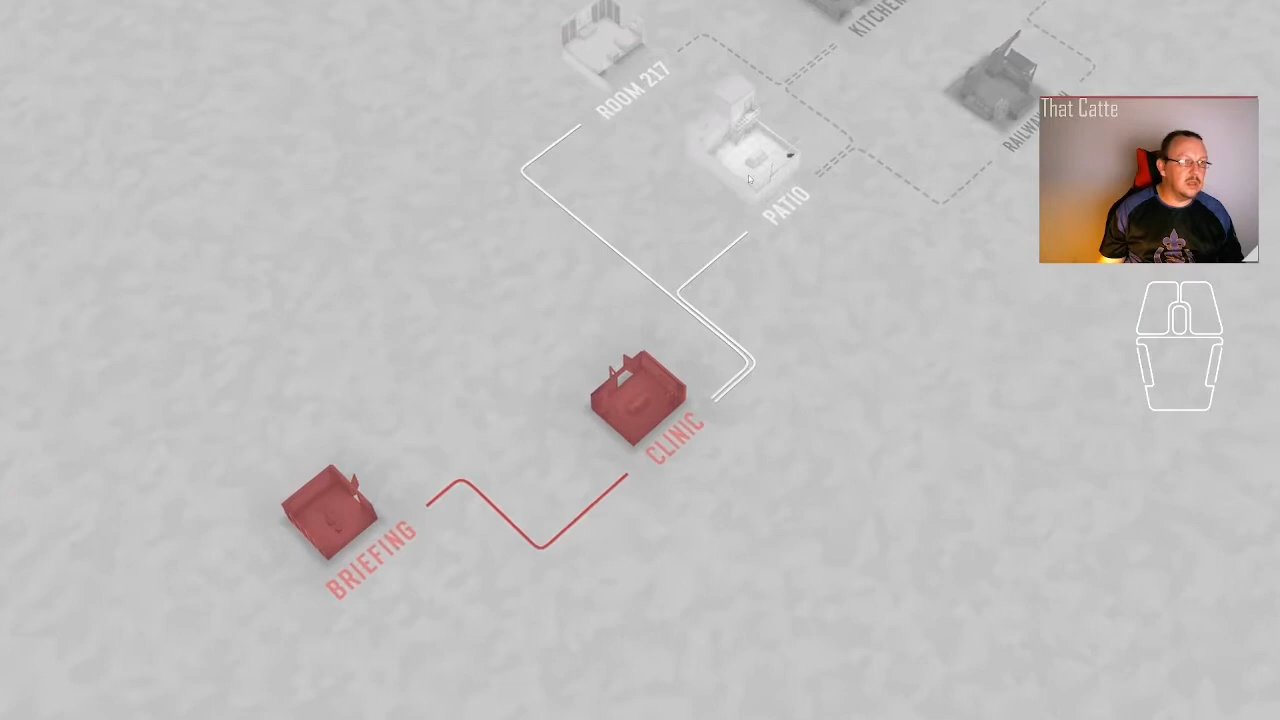 KITCHEN
ROOM 217
That Catte
PATIO
CLINIC
BRIEFING